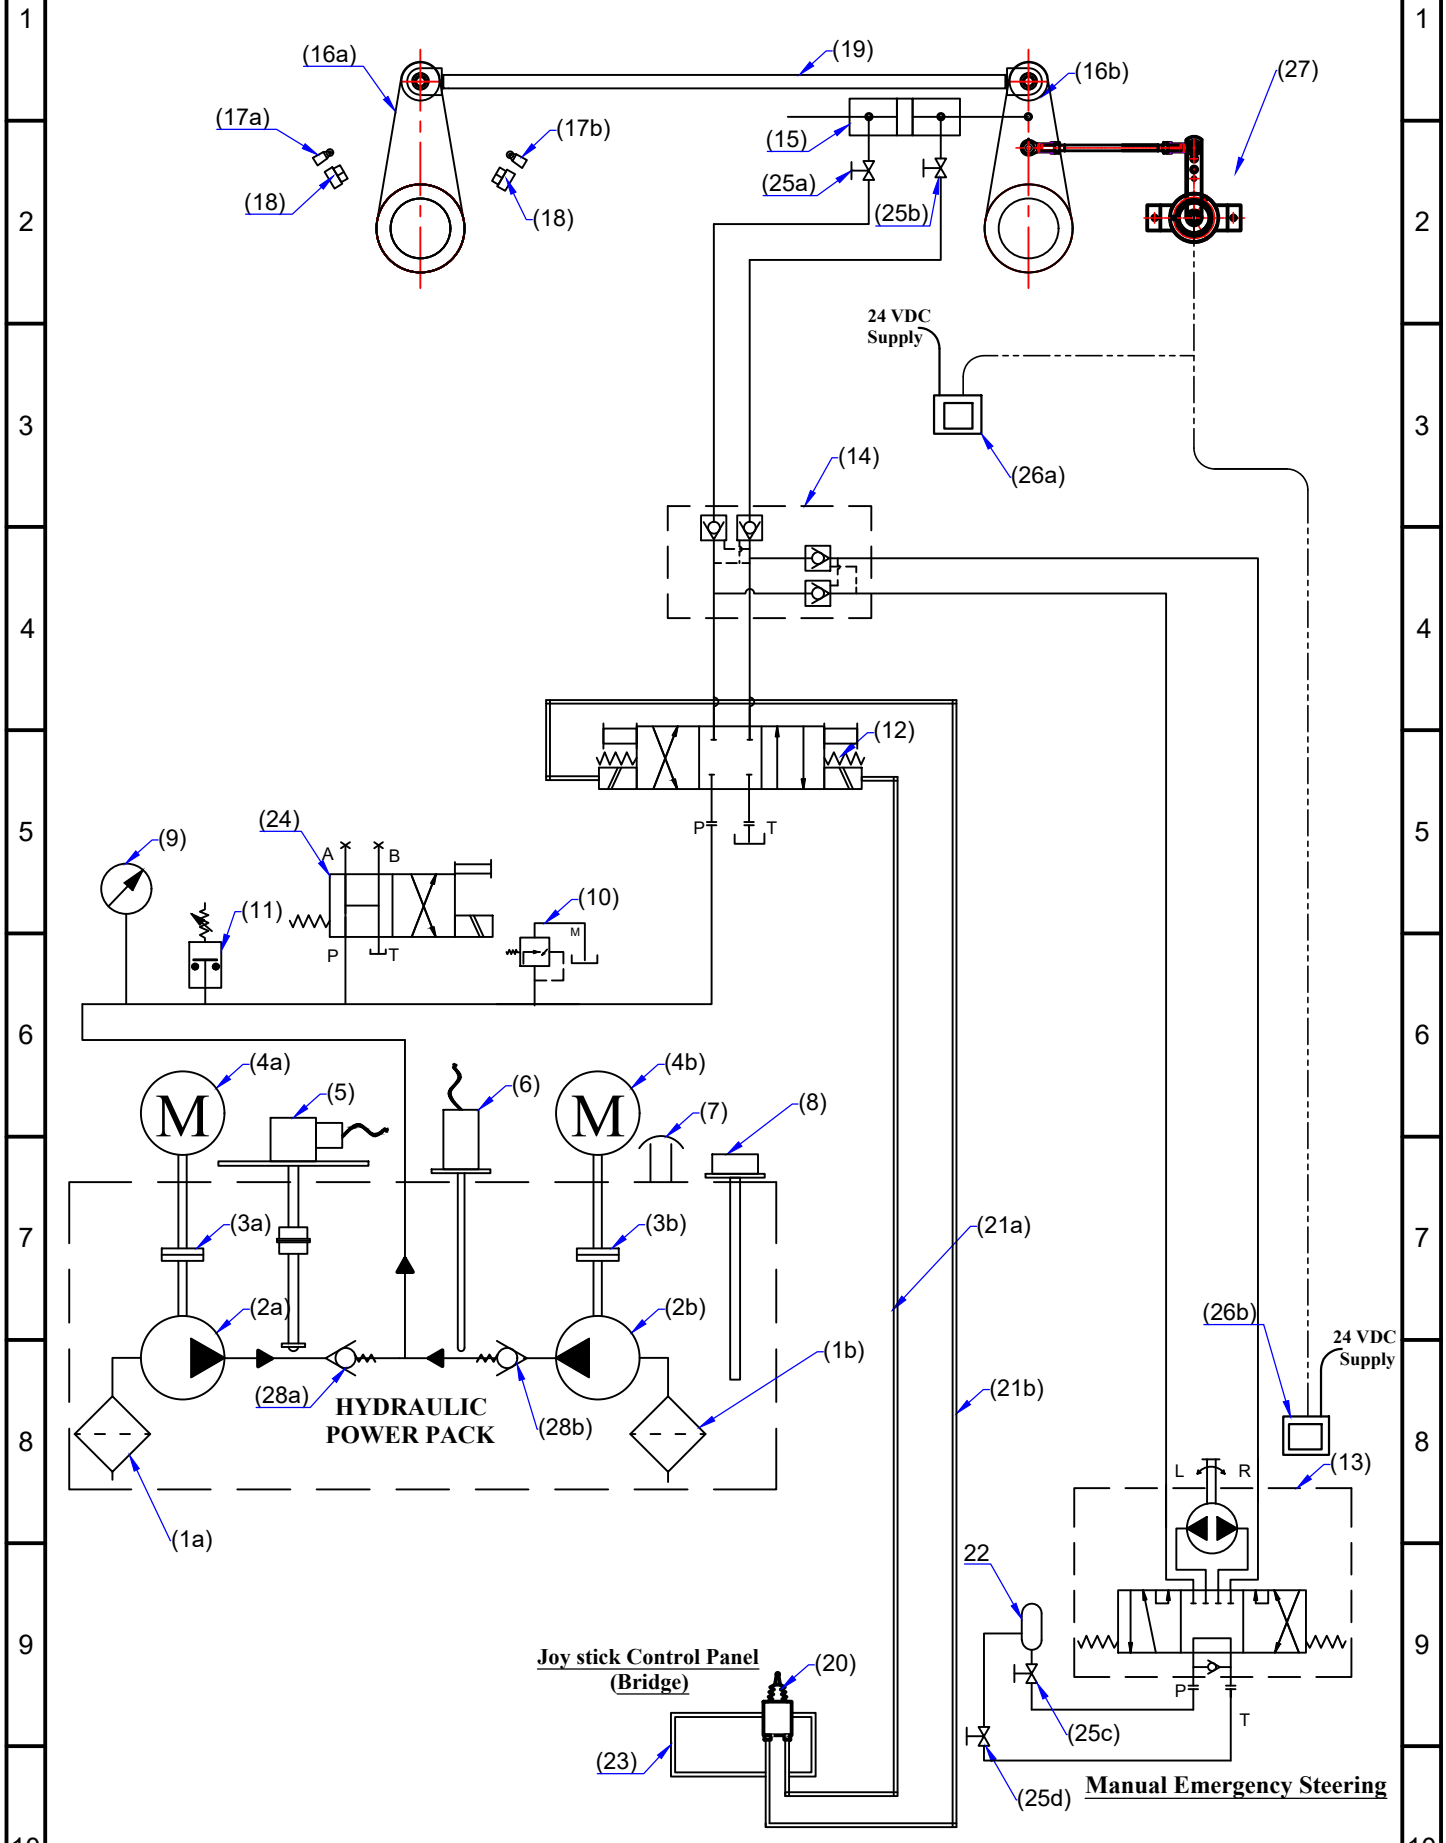 1
1
(16a)
(19)
(16b)
(27)
(17a)
(17b)
(15)
(25a)
(18)
(18)
(25b)
2
2
24 VDC
Supply
3
3
(14)
(26a)
4
4
(12)
P
T
5
5
(24)
(9)
A
B
(11)
(10)
M
P
T
6
6
(4a)
(5)
(6)
(4b)
(7)
(8)
M
M
7
7
(3a)
(3b)
(21a)
(2a)
(2b)
(26b)
24 VDC
Supply
(1b)
(28a)
HYDRAULIC
POWER PACK
(28b)
(21b)
8
8
(1a)
L
R
(13)
22
9
9
Joy stick Control Panel
(Bridge)
(20)
P
T
(25c)
(23)
(25d)
Manual Emergency Steering
10
10